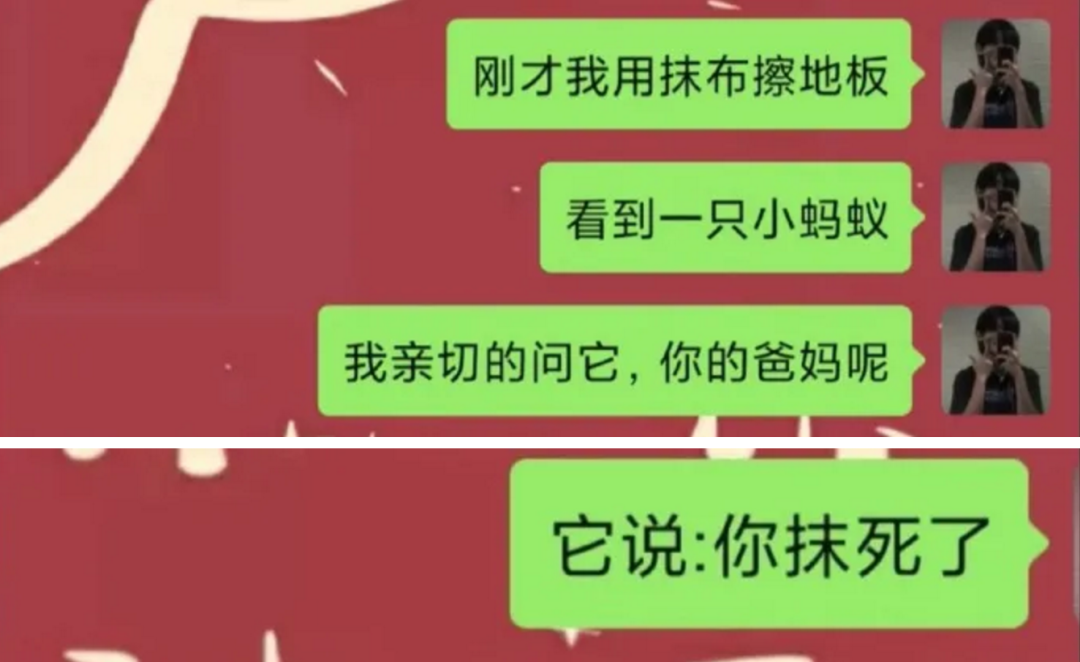 刚才我用抹布擦地板
看到一只小蚂蚁
我亲切的问它，你的爸妈呢
它说:你抹死了